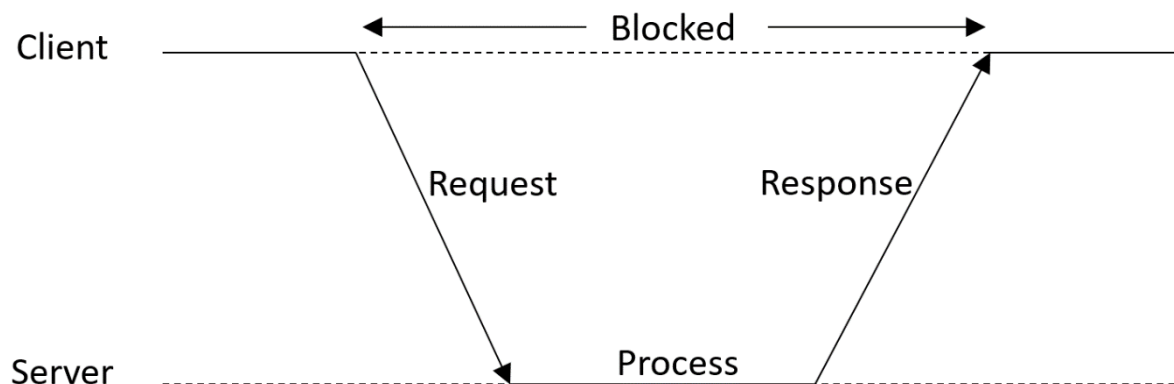 Blocked
Client
Request
Response
Process
Server